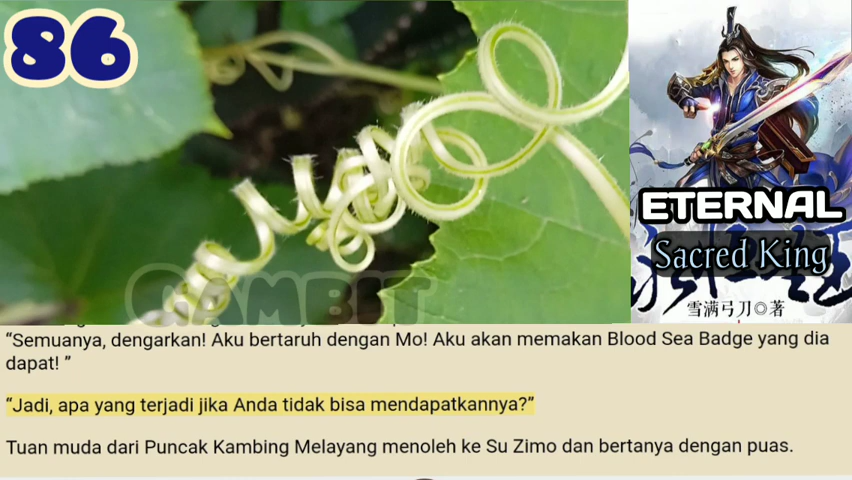 86
ETERNAL
Sacred King
雪满弓刀◎著
GAMBIT
“Semuanya, dengarkan! Aku bertaruh dengan Mo! Aku akan memakan Blood Sea Badge yang dia
dapat! ”
“Jadi, apa yang terjadi jika Anda tidak bisa mendapatkannya?”
Tuan muda dari Puncak Kambing Melayang menoleh ke Su Zimo dan bertanya dengan puas.